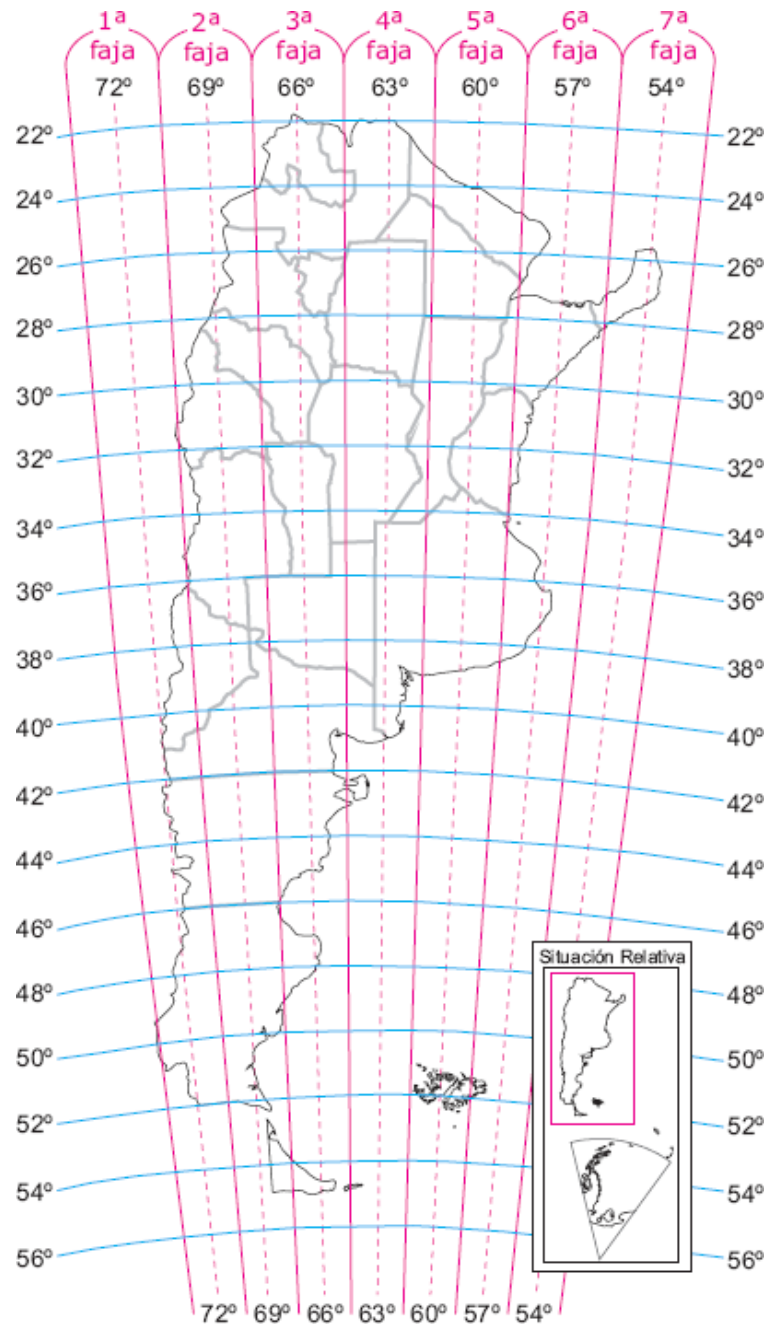 1ª 2ª 3ª 4ª 5ª 6ª 7ª
faja faja faja faja faja faja faja
72º 69º 66º 63º 60º 57º 54º
22º 22º
24º 24º
26º 26º
28º 28º
30º 30º
32º 32º
34º 34º
36º 36º
38º 38º
40º 40º
42º 42º
44º 44º
46º 46º
Situación Relativa
48º 48º
50º 50º
52º 52º
54º 54º
56º 56º
72º 69º 66º 63º 60º 57º 54º